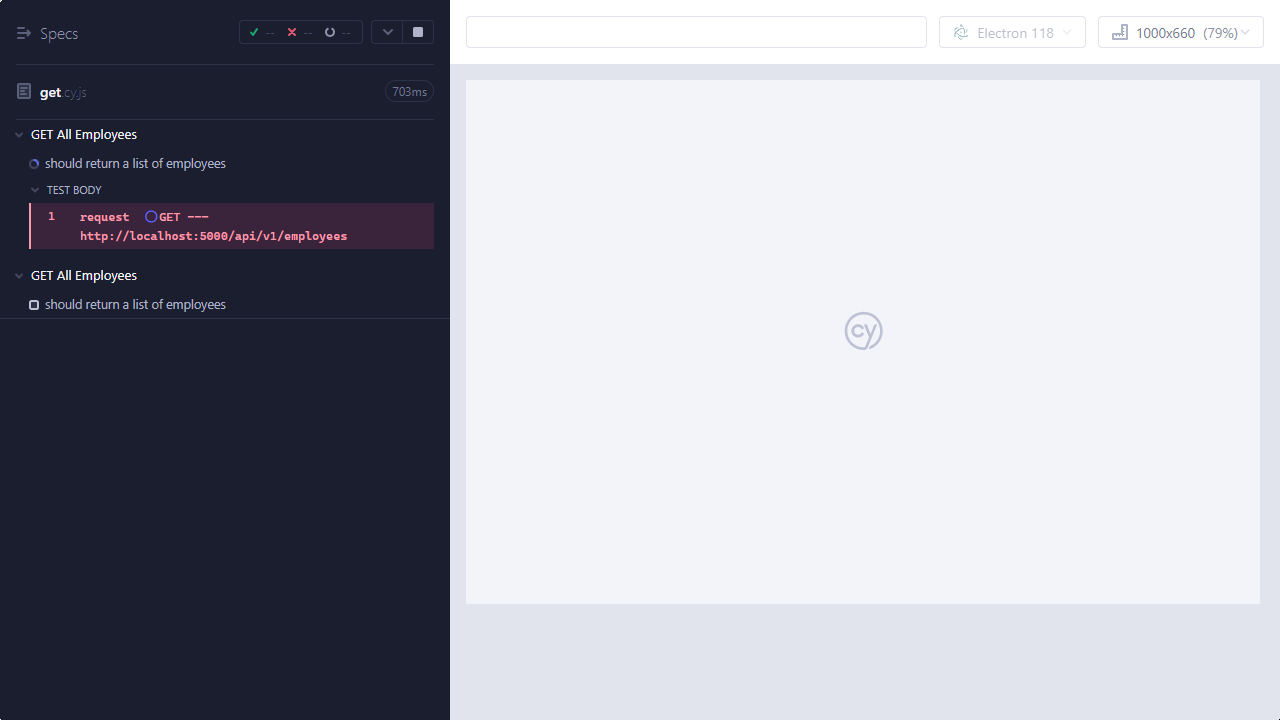 Specs
-- -- --
Electron 118
1000x660 (79%)
get.cy.js
703ms
GET All Employees
should return a list of employees
TEST BODY
1 request GET ---
http://localhost:5000/api/v1/employees
GET All Employees
should return a list of employees
cy